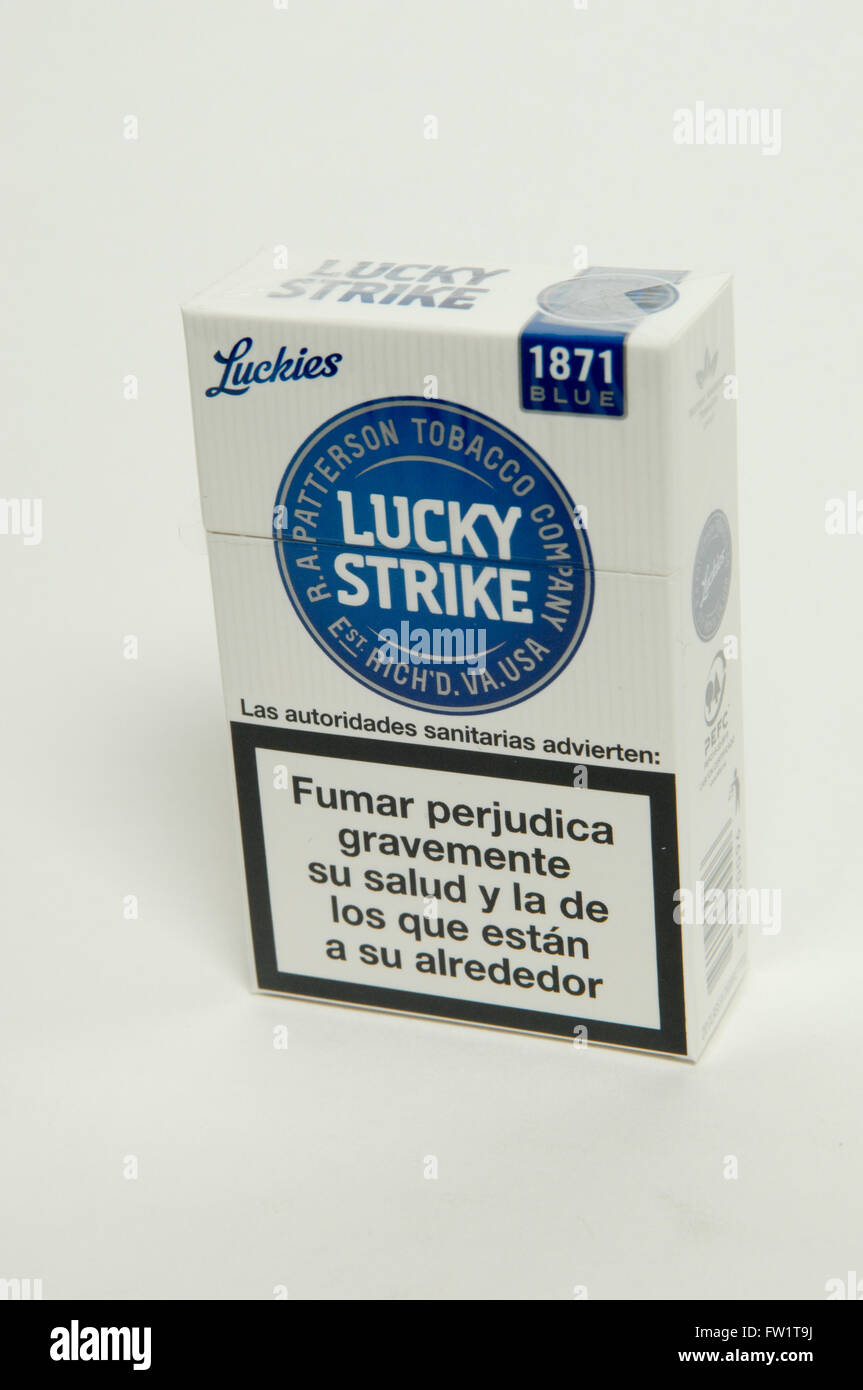 LUCKY
STRIKE
Luckies
1871
BLUE
R.A.PATTERSON TOBACCO COMPANY
LUCKY
STRIKE
EST. RICH'D.VA.USA
Las autoridades sanitarias advierten:
Fumar perjudica
gravemente
su salud y la de
los que están
a su alrededor
Luckies
PEFC
alamy
a
alamy
Image ID: FW1T9J
www.alamy.com